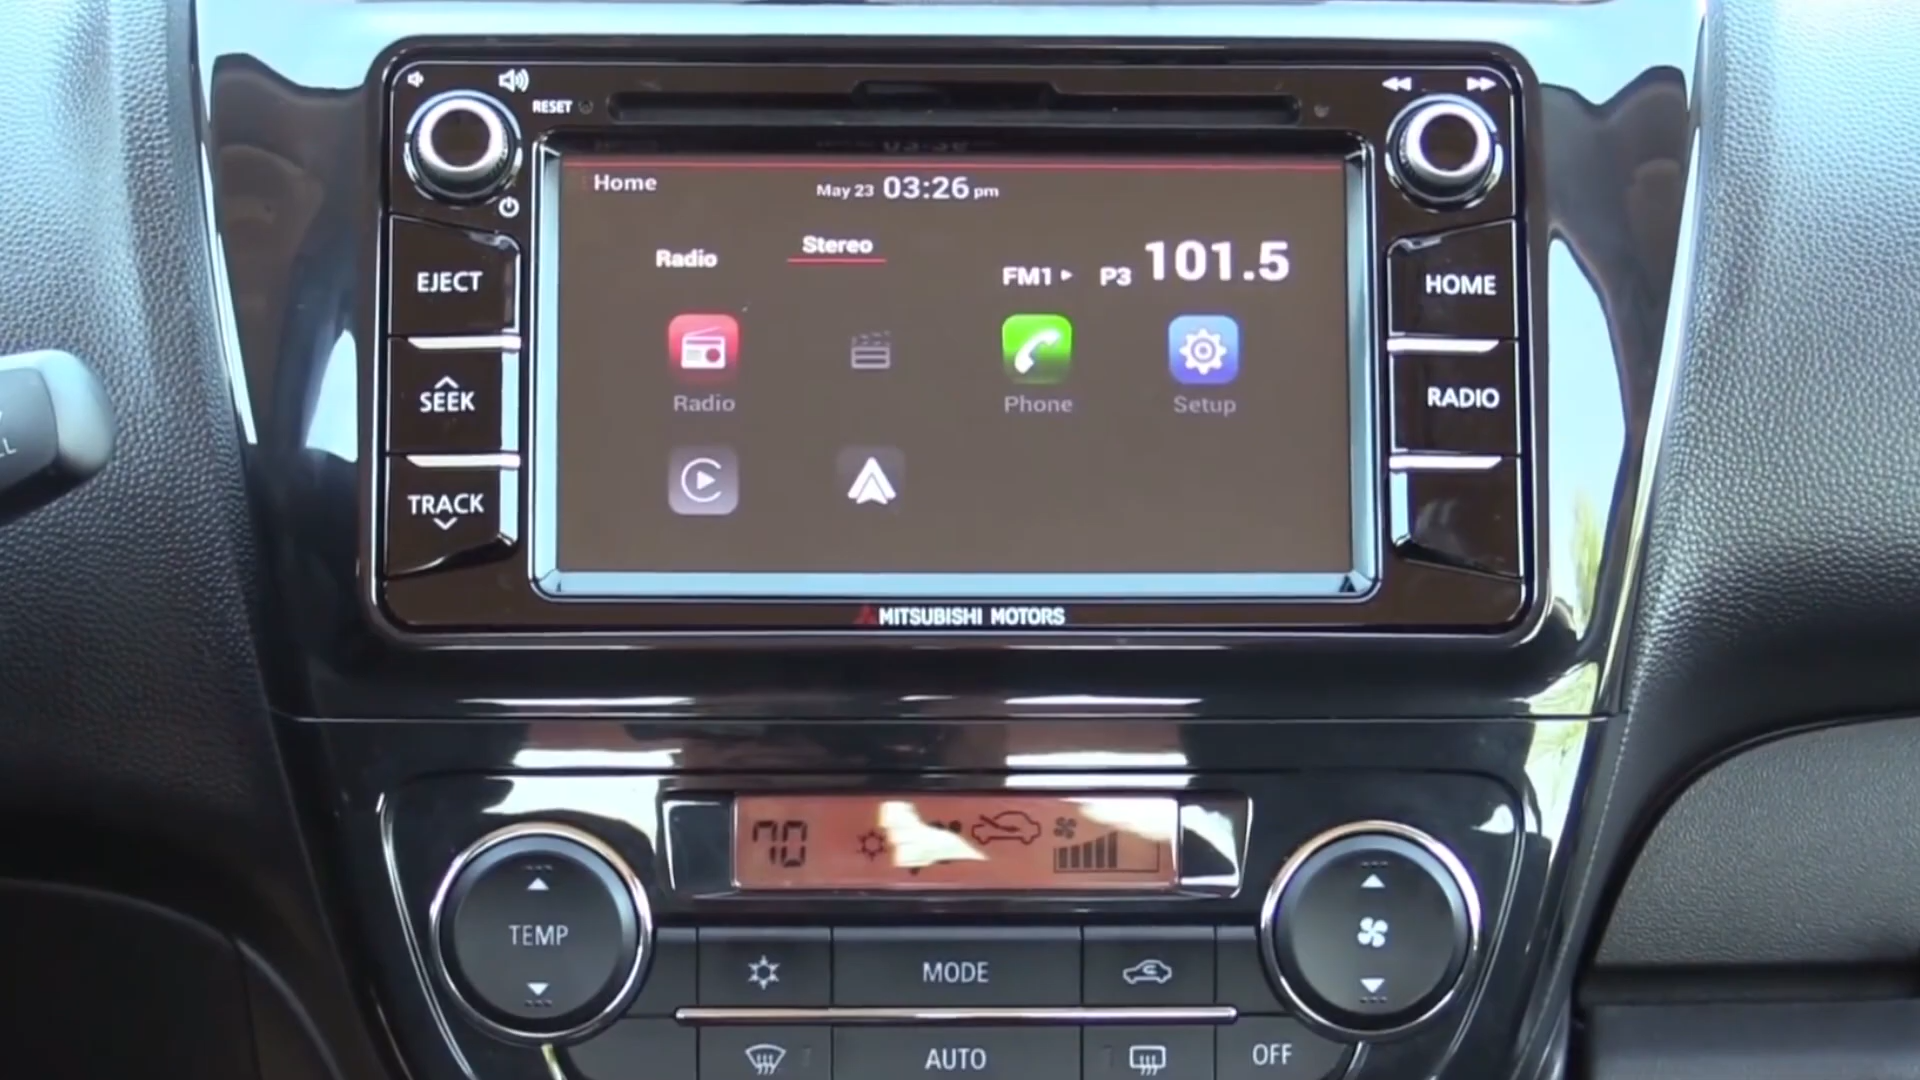 RESET
Home
May 23 03:26 pm
Radio
Stereo
FM1 P3 101.5
Radio
Phone
Setup
EJECT
SEEK
TRACK
HOME
RADIO
MITSUBISHI MOTORS
70
TEMP
MODE
AUTO
OFF